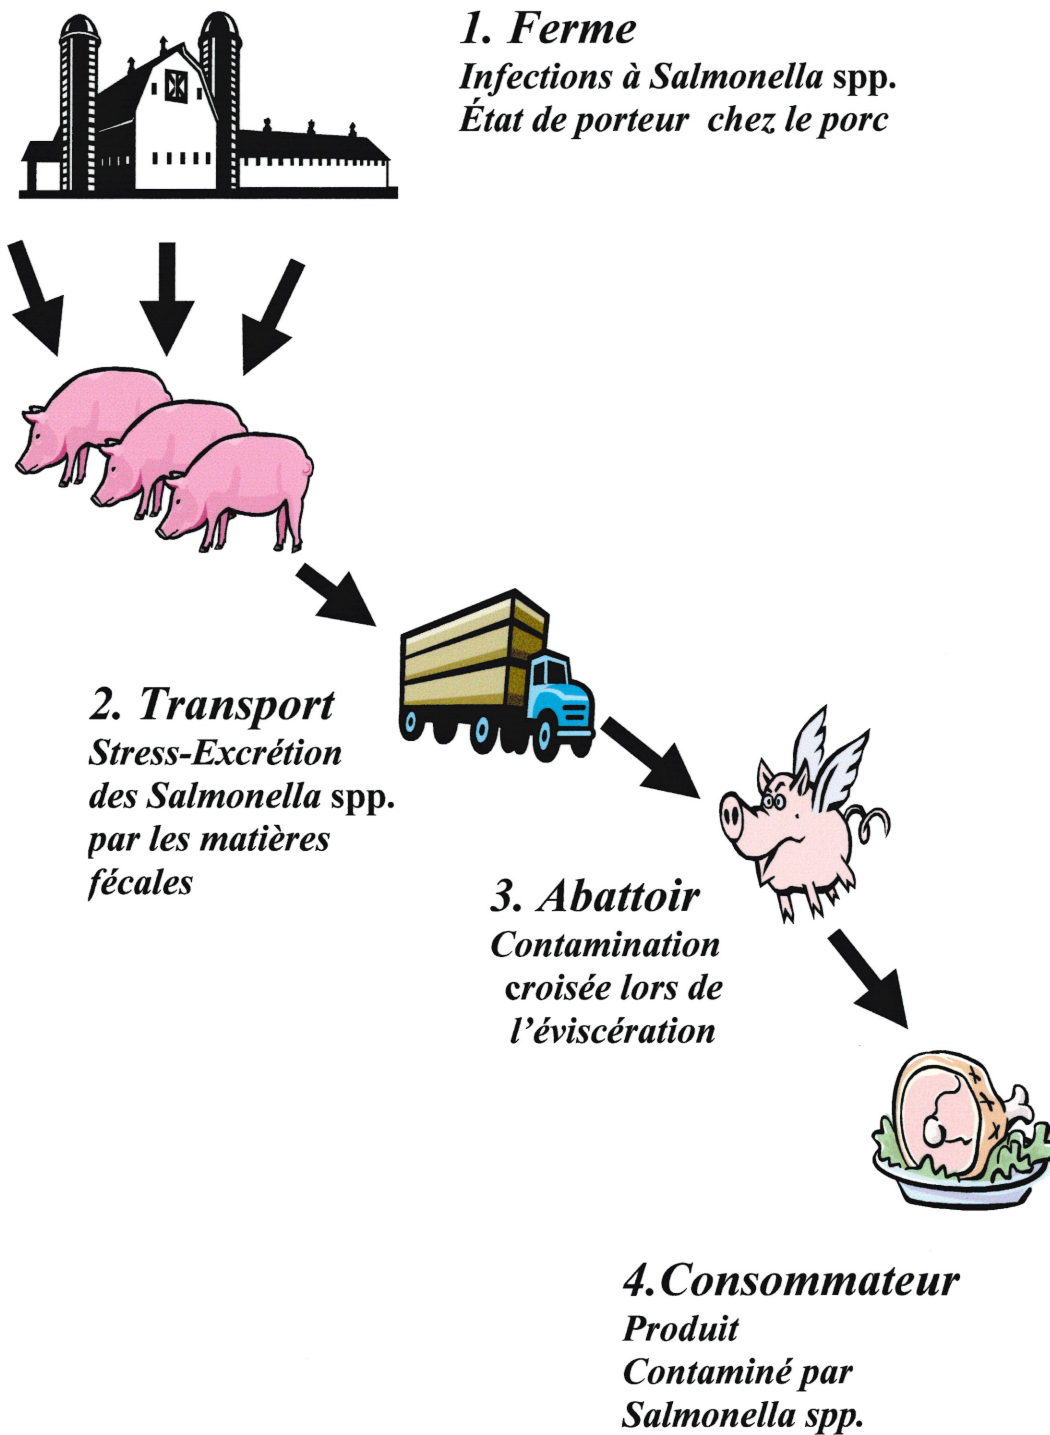 1. Ferme
Infections à Salmonella spp.
État de porteur chez le porc
2. Transport
Stress-Excrétion
des Salmonella spp.
par les matières
fécales
3. Abattoir
Contamination
croisée lors de
l'éviscération
4.Consommateur
Produit
Contaminé par
Salmonella spp.